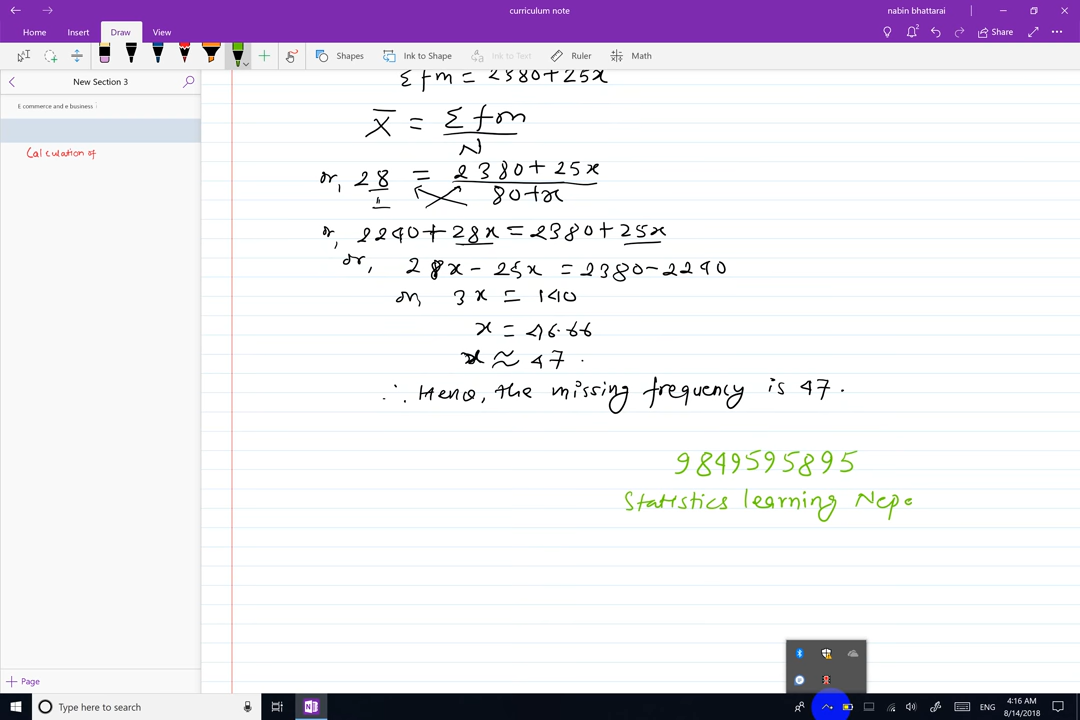 curriculum note
nabin bhattarai
Home Insert Draw View
Share
Shapes Ink to Shape Ink to Text Ruler Math
New Section 3
E commerce and e business
Calculation of
Σfm = 2380+25x
X̄ = Σfm / N
or, 28 = 2380+25x / 80+x
or, 2240+28x = 2380+25x
or, 28x - 25x = 2380-2240
or, 3x = 140
x = 46.66
x ≈ 47.
∴ Hence, the missing frequency is 47.
9849595895
Statistics learning Nepa
+ Page
Type here to search
ENG
4:16 AM
8/14/2018